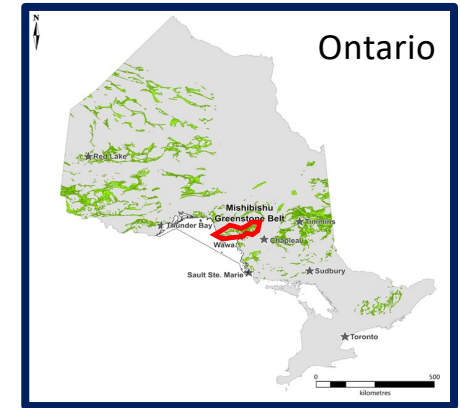 N
Ontario
Red Lake
Mishibishu
Greenstone Belt
Timmins
Thunder Bay
Chapleau
Wawa
Sault Ste. Marie
Sudbury
Toronto
0 500
kilometres